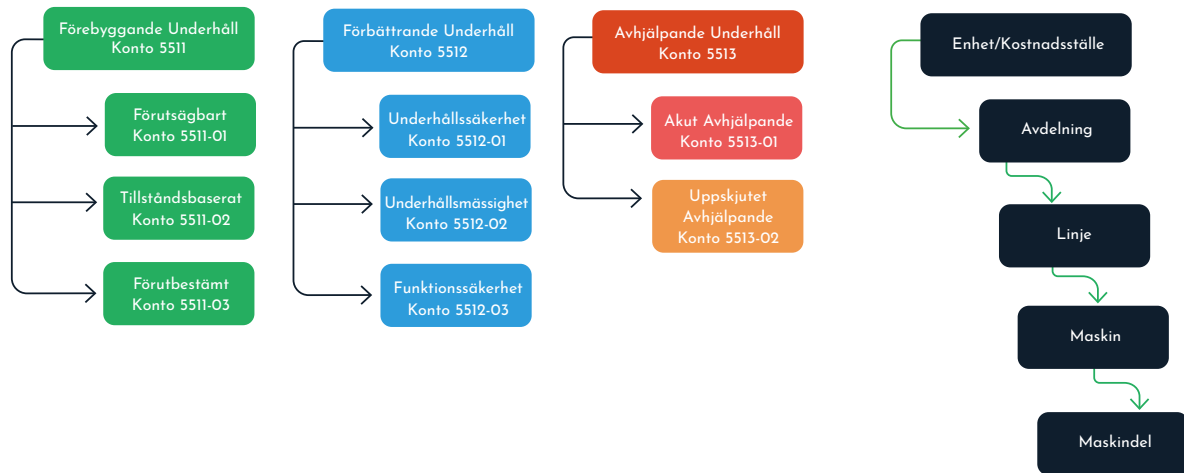 Förebyggande Underhåll
Konto 5511
Förutsägbart
Konto 5511-01
Tillståndsbaserat
Konto 5511-02
Förutbestämt
Konto 5511-03
Förbättrande Underhåll
Konto 5512
Underhållssäkerhet
Konto 5512-01
Underhållsmässighet
Konto 5512-02
Funktionssäkerhet
Konto 5512-03
Avhjälpande Underhåll
Konto 5513
Akut Avhjälpande
Konto 5513-01
Uppskjutet
Avhjälpande
Konto 5513-02
Enhet/Kostnadsställe
Avdelning
Linje
Maskin
Maskindel